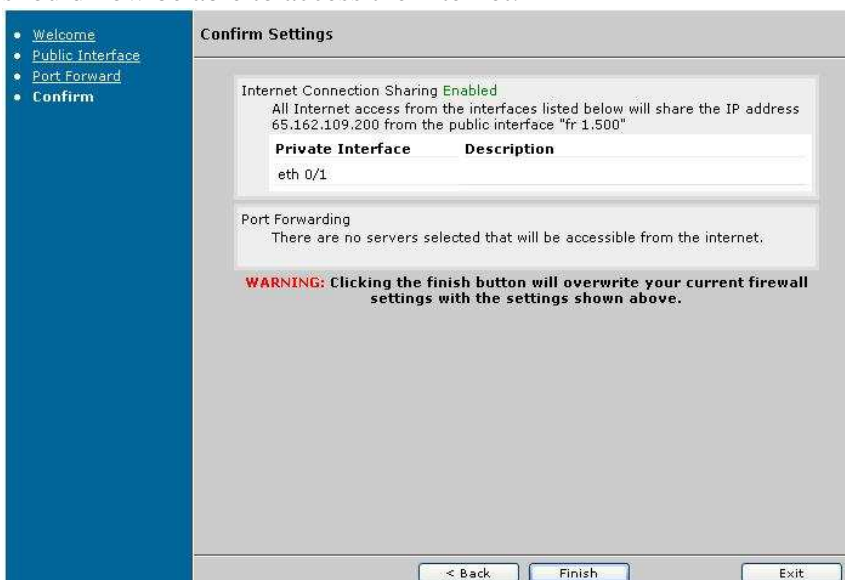 Welcome
Public Interface
Port Forward
Confirm
Confirm Settings
Internet Connection Sharing Enabled
All Internet access from the interfaces listed below will share the IP address
65.162.109.200 from the public interface "fr 1.500"
Private Interface Description
eth 0/1
Port Forwarding
There are no servers selected that will be accessible from the internet.
WARNING: Clicking the finish button will overwrite your current firewall
settings with the settings shown above.
< Back Finish Exit